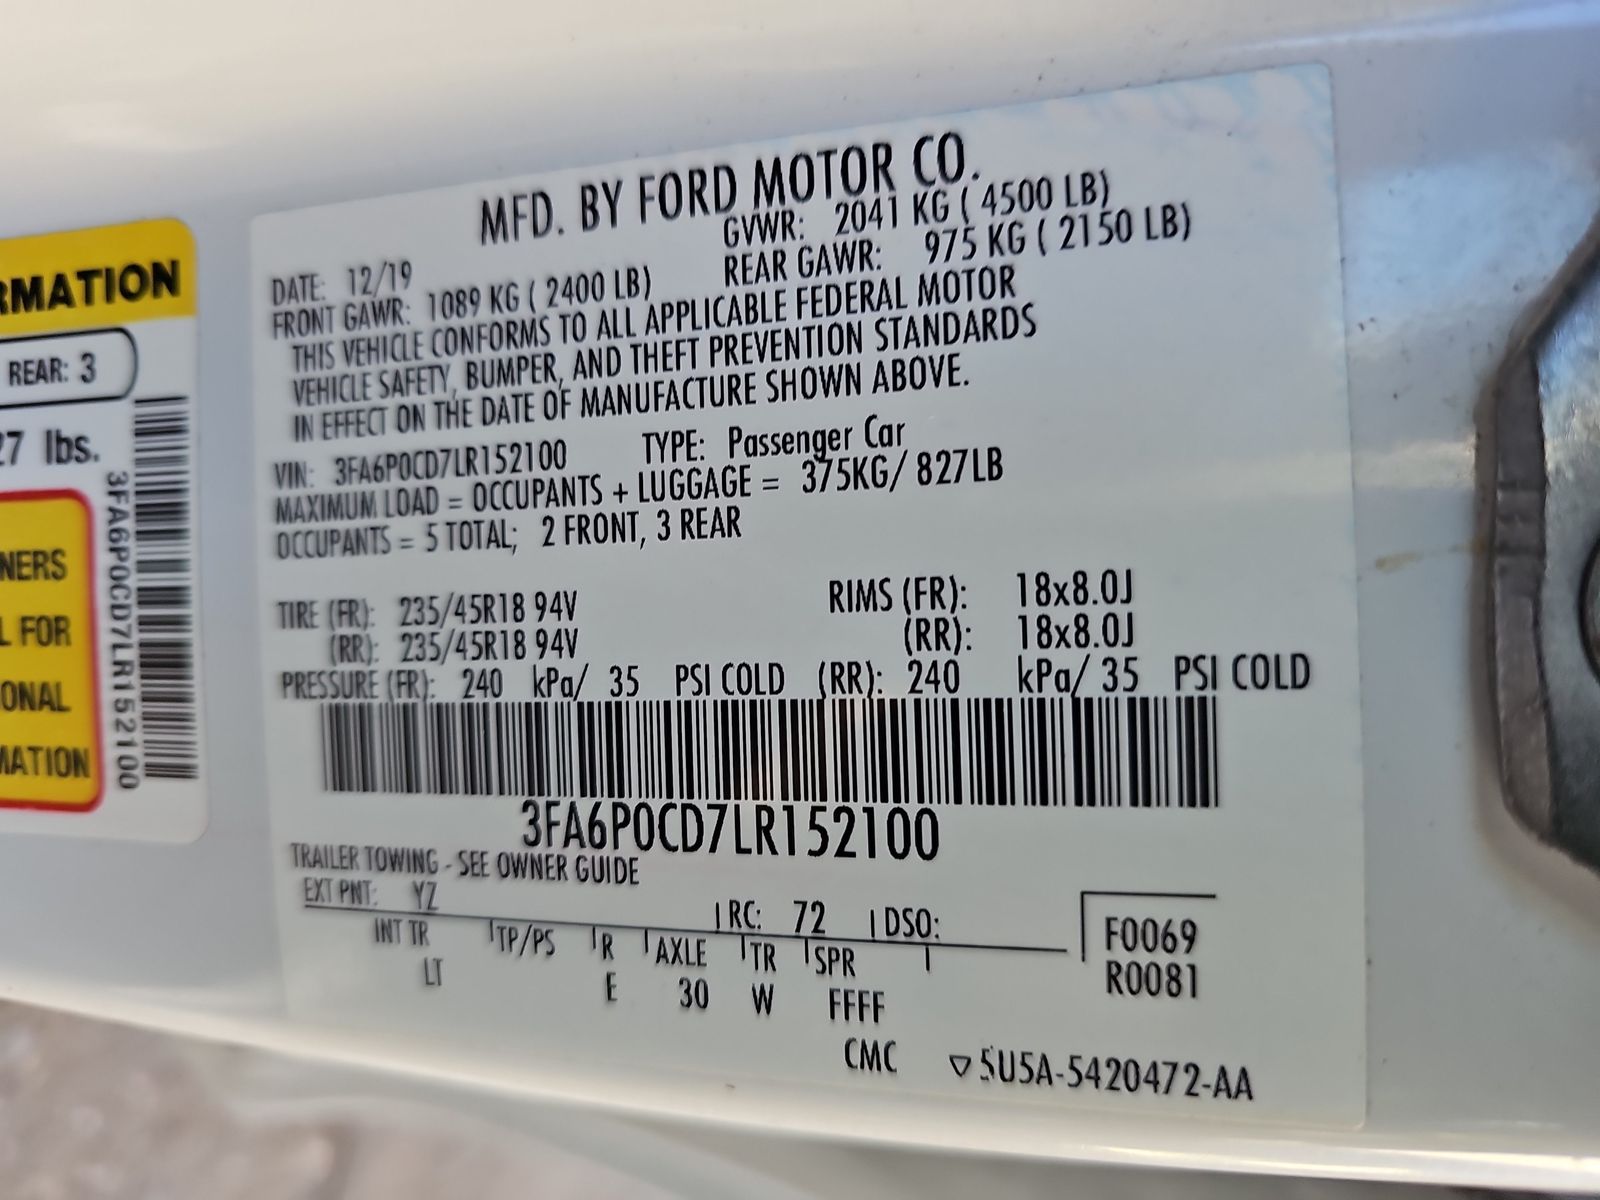 RMATION
REAR: 3
27 lbs.
NERS
L FOR
ONAL
MATION
3FA6P0CD7LR152100
MFD. BY FORD MOTOR CO.
DATE: 12/19 GVWR: 2041 KG ( 4500 LB)
FRONT GAWR: 1089 KG ( 2400 LB) REAR GAWR: 975 KG ( 2150 LB)
THIS VEHICLE CONFORMS TO ALL APPLICABLE FEDERAL MOTOR
VEHICLE SAFETY, BUMPER, AND THEFT PREVENTION STANDARDS
IN EFFECT ON THE DATE OF MANUFACTURE SHOWN ABOVE.
VIN: 3FA6P0CD7LR152100 TYPE: Passenger Car
MAXIMUM LOAD = OCCUPANTS + LUGGAGE = 375KG/ 827LB
OCCUPANTS = 5 TOTAL; 2 FRONT, 3 REAR
TIRE (FR): 235/45R18 94V RIMS (FR): 18x8.0J
(RR): 235/45R18 94V (RR): 18x8.0J
PRESSURE (FR): 240 kPa/ 35 PSI COLD (RR): 240 kPa/ 35 PSI COLD
3FA6P0CD7LR152100
TRAILER TOWING - SEE OWNER GUIDE
EXT PNT: YZ RC: 72 DSO:
INT TR TP/PS R AXLE TR SPR
LT E 30 W FFFF
F0069
R0081
CMC ▽5U5A-5420472-AA